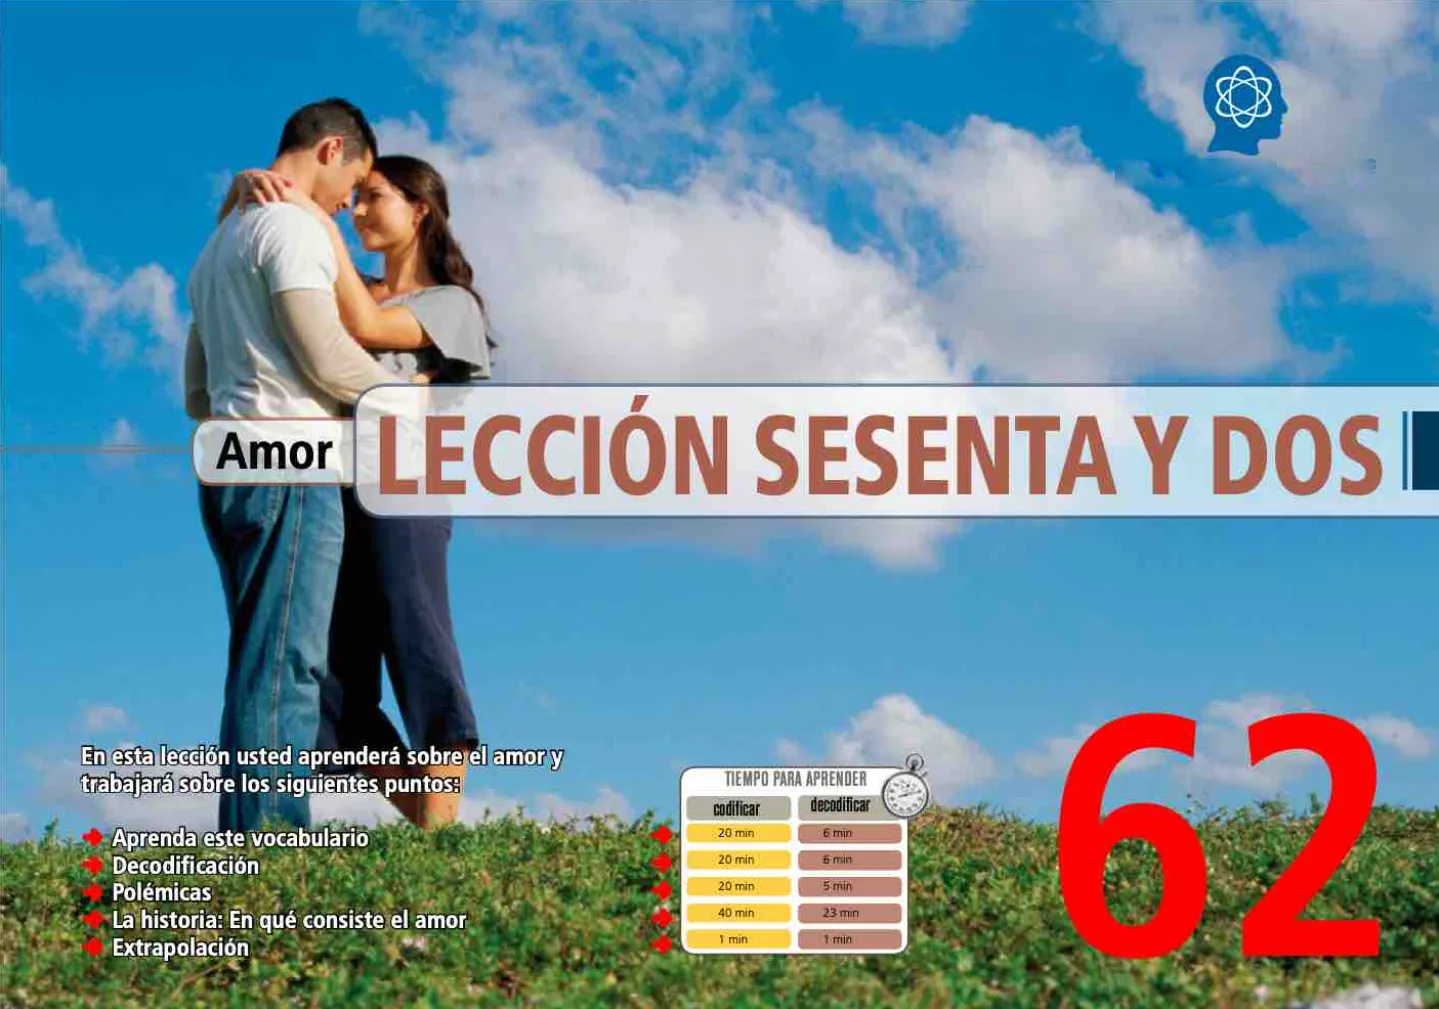 Amor
LECCIÓN SESENTA Y DOS
En esta lección usted aprenderá sobre el amor y
trabajará sobre los siguientes puntos:
Aprenda este vocabulario
Decodificación
Polémicas
La historia: En qué consiste el amor
Extrapolación
TIEMPO PARA APRENDER
codificar decodificar
20 min 6 min
20 min 6 min
20 min 5 min
40 min 23 min
1 min 1 min
62